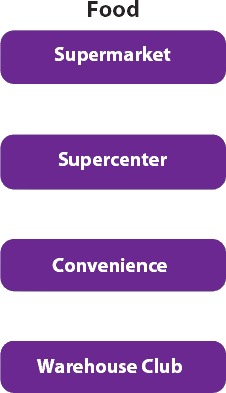 Food
Supermarket
Supercenter
Convenience
Warehouse Club